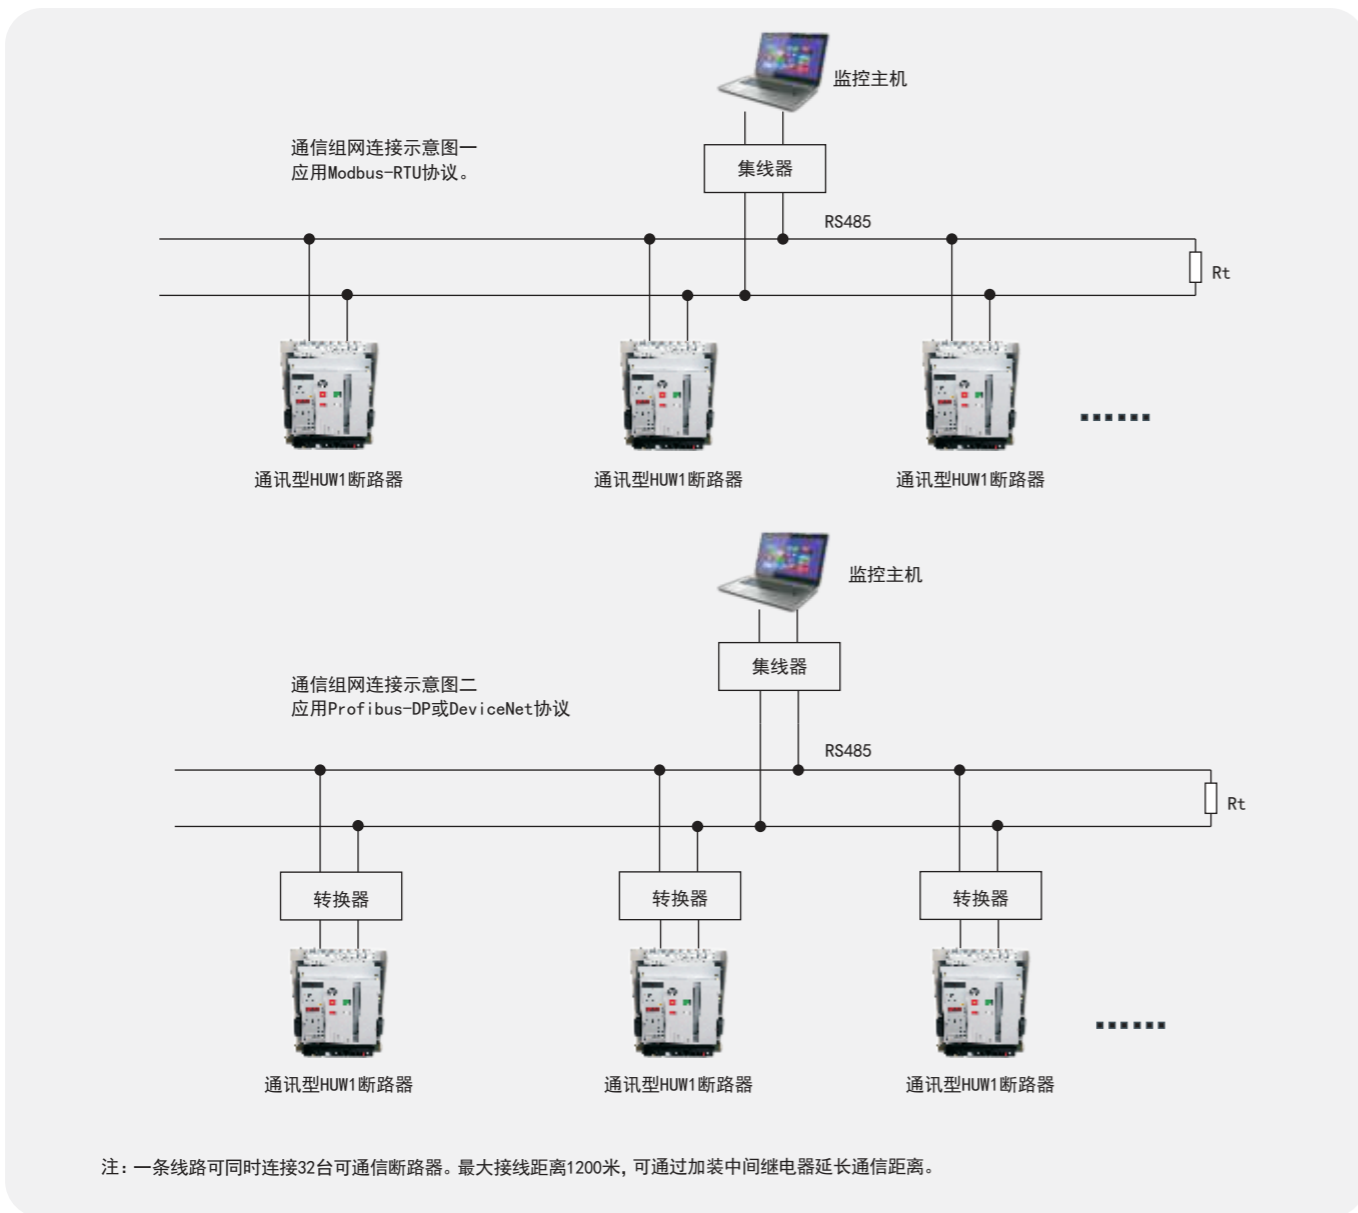 监控主机
通信组网连接示意图一
应用Modbus-RTU协议。
集线器
RS485
Rt
通讯型HUW1断路器
通讯型HUW1断路器
通讯型HUW1断路器
监控主机
集线器
通信组网连接示意图二
应用Profibus-DP或DeviceNet协议
RS485
Rt
转换器
转换器
转换器
通讯型HUW1断路器
通讯型HUW1断路器
通讯型HUW1断路器
注：一条线路可同时连接32台可通信断路器。最大接线距离1200米，可通过加装中间继电器延长通信距离。